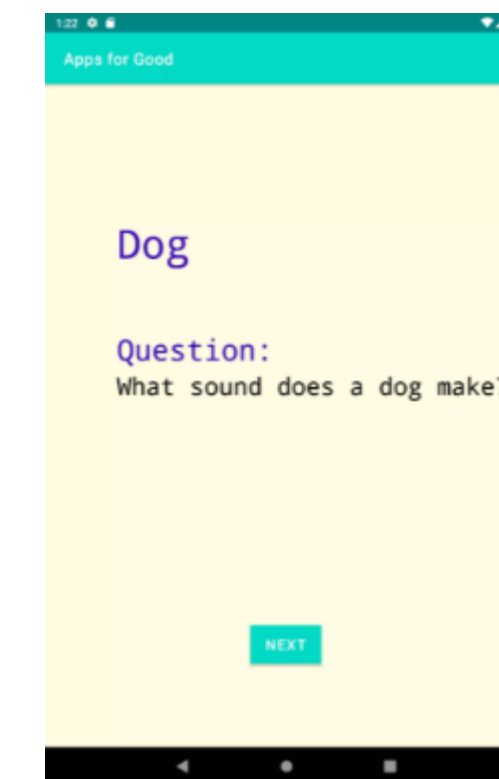 1:22
Apps for Good
Dog
Question:
What sound does a dog make?
NEXT